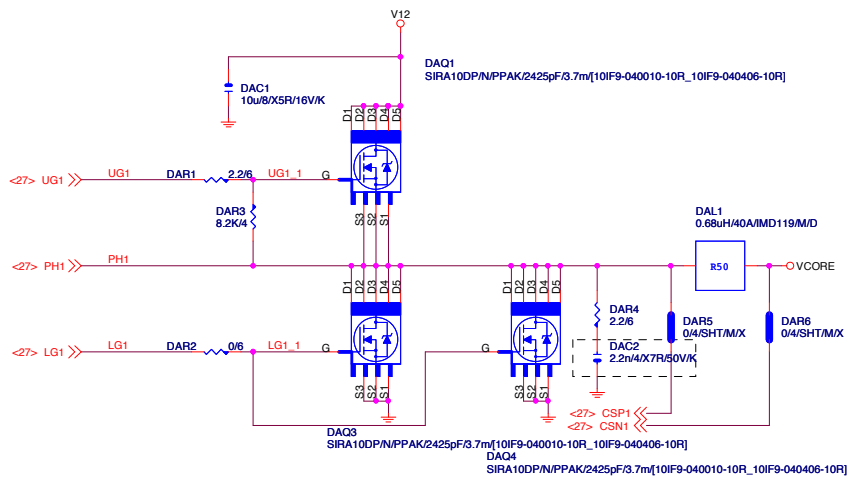 V12
DAQ1
SIRA10DP/N/PPAK/2425pF/3.7m/[10IF9-040010-10R_10IF9-040406-10R]
DAC1
10u/8/X5R/16V/K
D1
D2
D3
D4
D5
<27> UG1
UG1
DAR1
2.2/6
UG1_1
G
DAR3
8.2K/4
S3
S2
S1
DAL1
0.68uH/40A/IMD119/M/D
<27> PH1
PH1
R50
VCORE
D1
D2
D3
D4
D5
D1
D2
D3
D4
D5
DAR4
2.2/6
DAR5
0/4/SHT/M/X
DAR6
0/4/SHT/M/X
<27> LG1
LG1
DAR2
0/6
LG1_1
G
G
DAC2
2.2n/4/X7R/50V/K
S3
S2
S1
S3
S2
S1
<27> CSP1
<27> CSN1
DAQ3
SIRA10DP/N/PPAK/2425pF/3.7m/[10IF9-040010-10R_10IF9-040406-10R]
DAQ4
SIRA10DP/N/PPAK/2425pF/3.7m/[10IF9-040010-10R_10IF9-040406-10R]